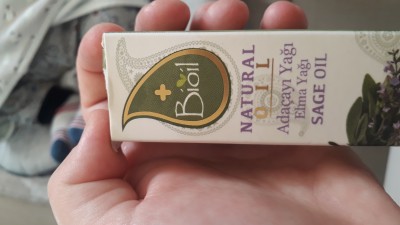 Bioil
NATURAL
OIL
Adaçayı Yağı
Elma Yağı
SAGE OIL